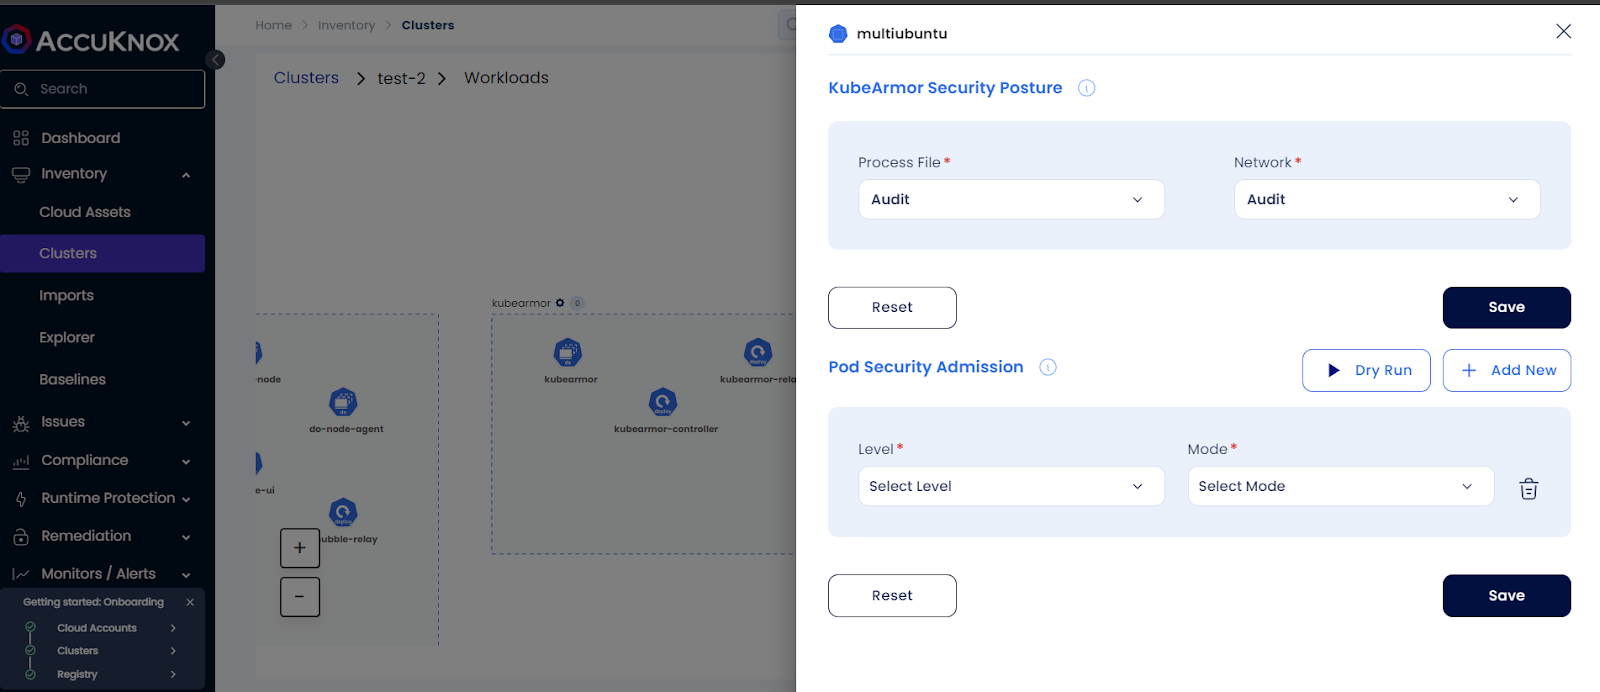 ACCUKNOX
Search
Dashboard
Inventory
Cloud Assets
Clusters
Imports
Explorer
Baselines
Issues
Compliance
Runtime Protection
Remediation
Monitors / Alerts
Getting started: Onboarding
Cloud Accounts
Clusters
Registry
Home > Inventory > Clusters
Clusters > test-2 > Workloads
kubearmor 0
-node
do-node-agent
e-ui
ubble-relay
kubearmor
kubearmor-rela
kubearmor-controller
+
−
multiubuntu
KubeArmor Security Posture
Process File * Network *
Audit Audit
Reset Save
Pod Security Admission Dry Run + Add New
Level * Mode *
Select Level Select Mode
Reset Save